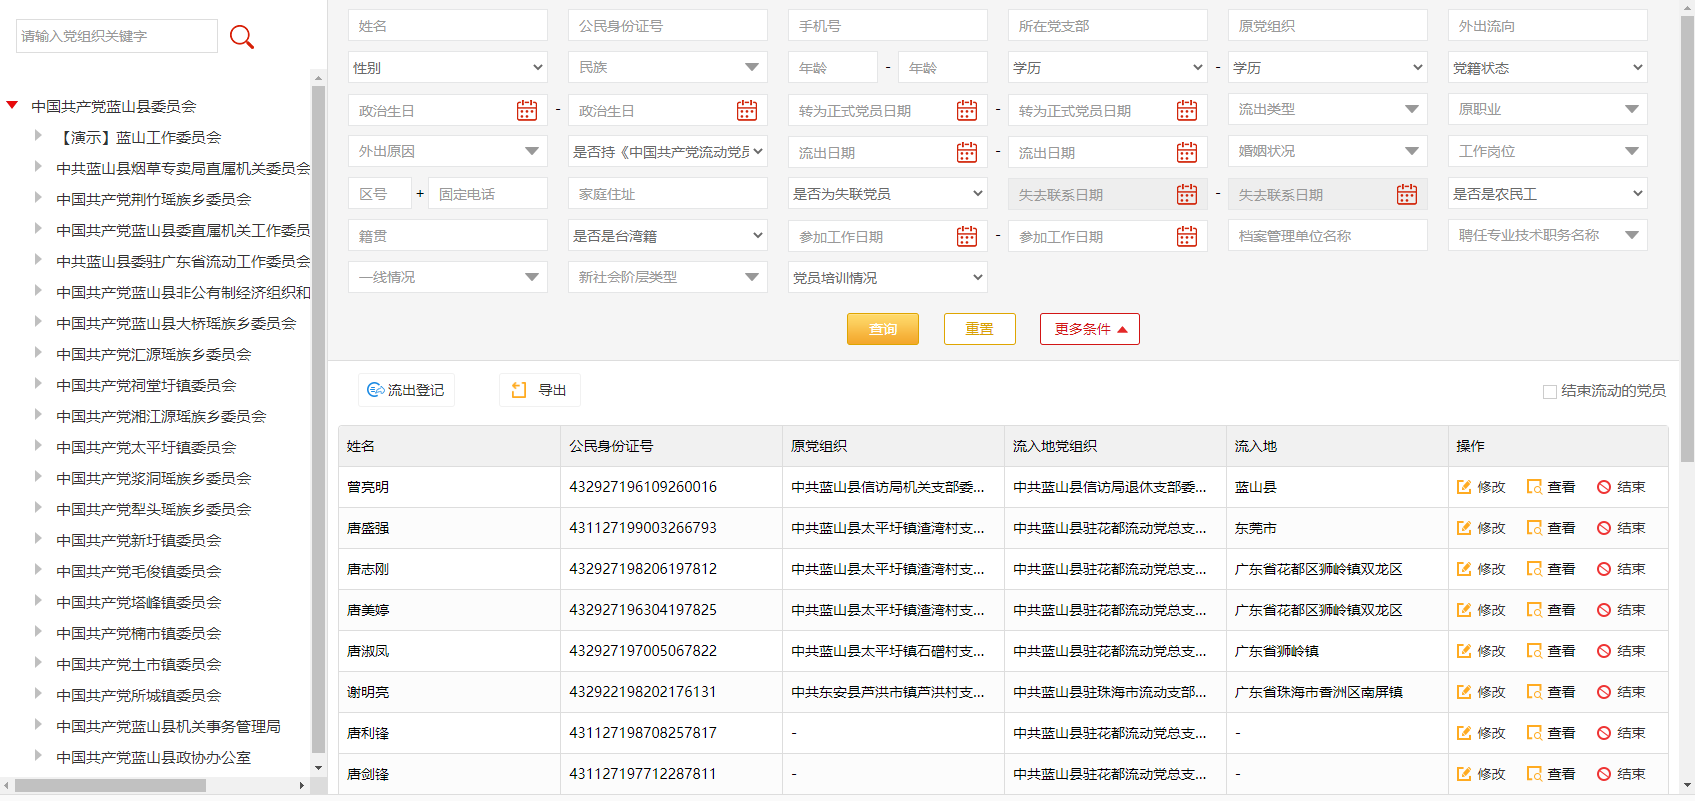 请输入党组织关键字
中国共产党蓝山县委员会
【演示】蓝山工作委员会
中共蓝山县烟草专卖局直属机关委员会
中国共产党荆竹瑶族乡委员会
中国共产党蓝山县委直属机关工作委员
中共蓝山县委驻广东省流动工作委员会
中国共产党蓝山县非公有制经济组织和
中国共产党蓝山县大桥瑶族乡委员会
中国共产党汇源瑶族乡委员会
中国共产党祠堂圩镇委员会
中国共产党湘江源瑶族乡委员会
中国共产党太平圩镇委员会
中国共产党浆洞瑶族乡委员会
中国共产党犁头瑶族乡委员会
中国共产党新圩镇委员会
中国共产党毛俊镇委员会
中国共产党塔峰镇委员会
中国共产党楠市镇委员会
中国共产党土市镇委员会
中国共产党所城镇委员会
中国共产党蓝山县机关事务管理局
中国共产党蓝山县政协办公室
姓名 公民身份证号 手机号 所在党支部 原党组织 外出流向
性别 民族 年龄 - 年龄 学历 - 学历 党籍状态
政治生日 - 政治生日 转为正式党员日期 - 转为正式党员日期 流出类型 原职业
外出原因 是否持《中国共产党流动党员 流出日期 - 流出日期 婚姻状况 工作岗位
区号 + 固定电话 家庭住址 是否为失联党员 失去联系日期 - 失去联系日期 是否是农民工
籍贯 是否是台湾籍 参加工作日期 - 参加工作日期 档案管理单位名称 聘任专业技术职务名称
一线情况 新社会阶层类型 党员培训情况
查询 重置 更多条件
流出登记 导出 结束流动的党员
姓名 公民身份证号 原党组织 流入地党组织 流入地 操作
曾亮明 432927196109260016 中共蓝山县信访局机关支部委... 中共蓝山县信访局退休支部委... 蓝山县 修改 查看 结束
唐盛强 431127199003266793 中共蓝山县太平圩镇渣湾村支... 中共蓝山县驻花都流动党总支... 东莞市 修改 查看 结束
唐志刚 432927198206197812 中共蓝山县太平圩镇渣湾村支... 中共蓝山县驻花都流动党总支... 广东省花都区狮岭镇双龙区 修改 查看 结束
唐美婷 432927196304197825 中共蓝山县太平圩镇渣湾村支... 中共蓝山县驻花都流动党总支... 广东省花都区狮岭镇双龙区 修改 查看 结束
唐淑凤 432927197005067822 中共蓝山县太平圩镇石磳村支... 中共蓝山县驻花都流动党总支... 广东省狮岭镇 修改 查看 结束
谢明亮 432922198202176131 中共东安县芦洪市镇芦洪村支... 中共蓝山县驻珠海市流动支部... 广东省珠海市香洲区南屏镇 修改 查看 结束
唐利锋 431127198708257817 - 中共蓝山县驻花都流动党总支... - 修改 查看 结束
唐剑锋 431127197712287811 - 中共蓝山县驻花都流动党总支... - 修改 查看 结束